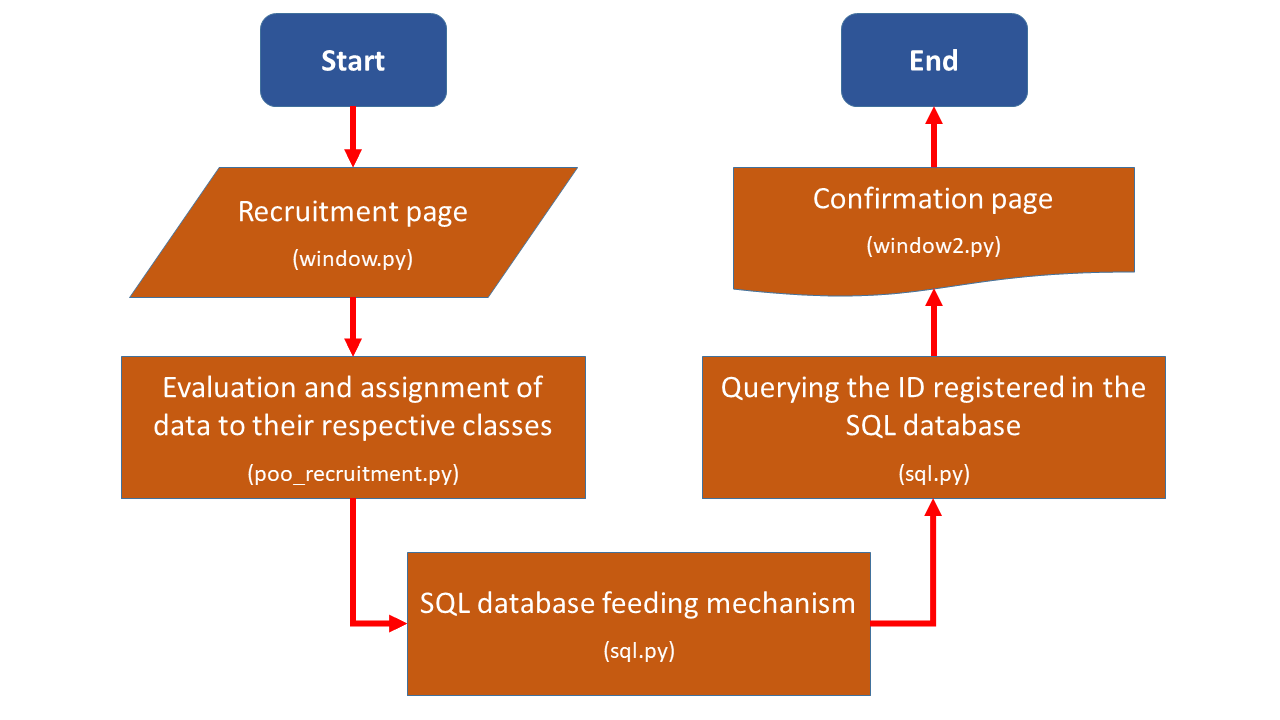 Start
Recruitment page
(window.py)
Evaluation and assignment of
data to their respective classes
(poo_recruitment.py)
SQL database feeding mechanism
(sql.py)
Querying the ID registered in the
SQL database
(sql.py)
Confirmation page
(window2.py)
End